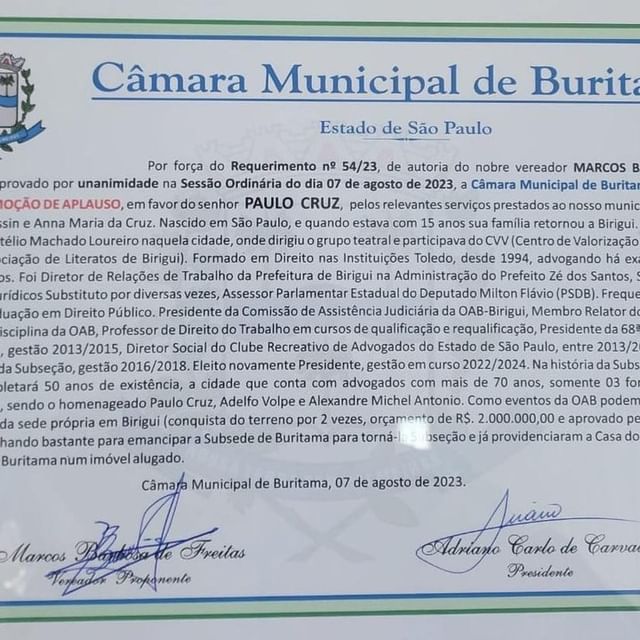 Câmara Municipal de Burita
Estado de São Paulo
Por força do Requerimento nº 54/23, de autoria do nobre vereador MARCOS B
provado por unanimidade na Sessão Ordinária do dia 07 de agosto de 2023, a Câmara Municipal de Buritam
MOÇÃO DE APLAUSO, em favor do senhor PAULO CRUZ, pelos relevantes serviços prestados ao nosso munic
ssin e Anna Maria da Cruz. Nascido em São Paulo, e quando estava com 15 anos sua família retornou a Birigui.
télio Machado Loureiro naquela cidade, onde dirigiu o grupo teatral e participava do CVV (Centro de Valorização
ciação de Literatos de Birigui). Formado em Direito nas Instituições Toledo, desde 1994, advogando há exa
os. Foi Diretor de Relações de Trabalho da Prefeitura de Birigui na Administração do Prefeito Zé dos Santos, S
urídicos Substituto por diversas vezes, Assessor Parlamentar Estadual do Deputado Milton Flávio (PSDB). Freque
duação em Direito Público. Presidente da Comissão de Assistência Judiciária da OAB-Birigui, Membro Relator do
isciplina da OAB, Professor de Direito do Trabalho em cursos de qualificação e requalificação, Presidente da 68ª
, gestão 2013/2015, Diretor Social do Clube Recreativo de Advogados do Estado de São Paulo, entre 2013/20
da Subseção, gestão 2016/2018. Eleito novamente Presidente, gestão em curso 2022/2024. Na história da Subs
pletará 50 anos de existência, a cidade que conta com advogados com mais de 70 anos, somente 03 for
, sendo o homenageado Paulo Cruz, Adelfo Volpe e Alexandre Michel Antonio. Como eventos da OAB podem
da sede própria em Birigui (conquista do terreno por 2 vezes, orçamento de R$. 2.000.000,00 e aprovado pe
hando bastante para emancipar a Subsede de Buritama para torná-la Subseção e já providenciaram a Casa do
Buritama num imóvel alugado.
Câmara Municipal de Buritama, 07 de agosto de 2023.
Marcos Barbosa de Freitas
Adriano Carlo de Carva
Vereador Proponente
Presidente